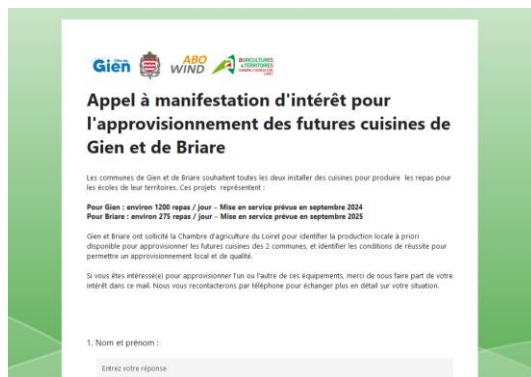 Ville de
Gien
ABO
WIND
AGRICULTURES
& TERRITOIRES
CHAMBRE D'AGRICULTURE
LOIRET
Appel à manifestation d'intérêt pour
l'approvisionnement des futures cuisines de
Gien et de Briare
Les communes de Gien et de Briare souhaitent toutes les deux installer des cuisines pour produire les repas pour
les écoles de leur territoires. Ces projets représentent :
Pour Gien : environ 1200 repas / jour – Mise en service prévue en septembre 2024
Pour Briare : environ 275 repas / jour – Mise en service prévue en septembre 2025
Gien et Briare ont sollicité la Chambre d'agriculture du Loiret pour identifier la production locale à priori
disponible pour approvisionner les futures cuisines des 2 communes, et identifier les conditions de réussite pour
permettre un approvisionnement local et de qualité.
Si vous êtes intéressé(e) pour approvisionner l'un ou l'autre de ces équipements, merci de nous faire part de votre
intérêt dans ce mail. Nous vous recontacterons par téléphone pour échanger plus en détail sur votre situation.
1. Nom et prénom :
Entrez votre réponse